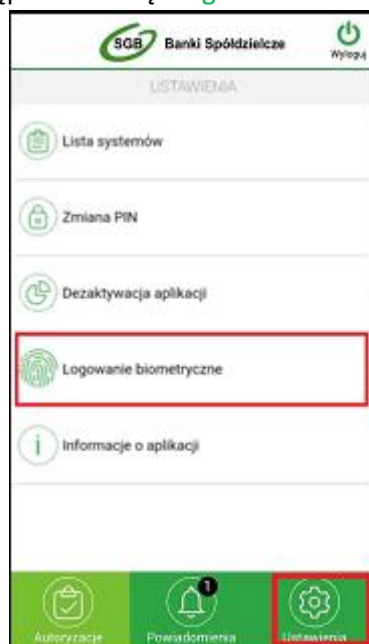 SGB Banki Spółdzielcze
Wyloguj
USTAWIENIA
Lista systemów
Zmiana PIN
Dezaktywacja aplikacji
Logowanie biometryczne
Informacje o aplikacji
1
Autoryzacje Powiadomienia Ustawienia